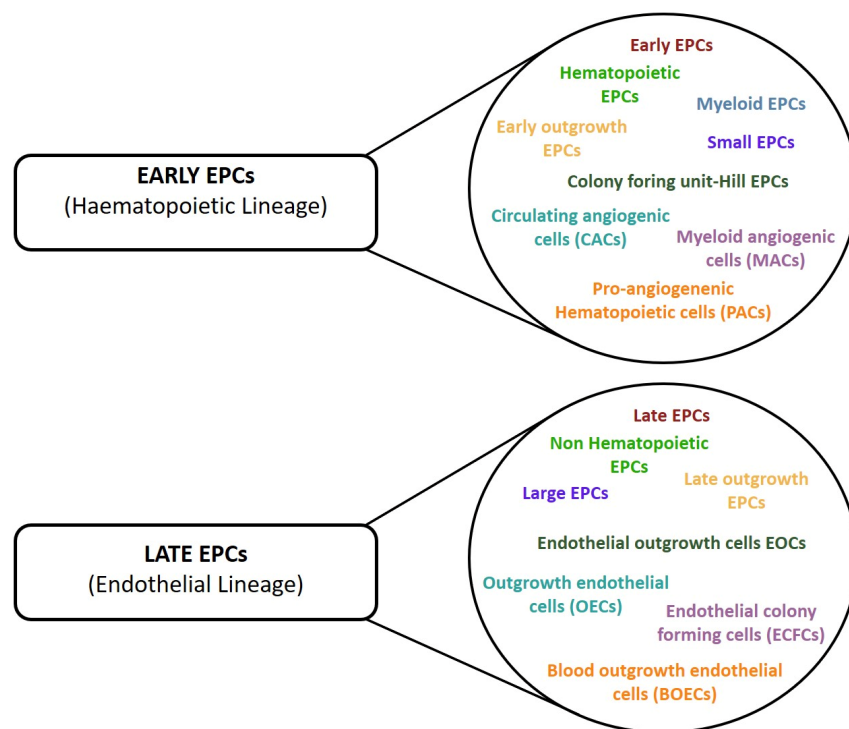 Early EPCs
Hematopoietic
EPCs
Myeloid EPCs
Early outgrowth
EPCs
Small EPCs
EARLY EPCs
(Haematopoietic Lineage)
Colony foring unit-Hill EPCs
Circulating angiogenic
cells (CACs)
Myeloid angiogenic
cells (MACs)
Pro-angiogenenic
Hematopoietic cells (PACs)
Late EPCs
Non Hematopoietic
EPCs
Large EPCs
Late outgrowth
EPCs
LATE EPCs
(Endothelial Lineage)
Endothelial outgrowth cells EOCs
Outgrowth endothelial
cells (OECs)
Endothelial colony
forming cells (ECFCs)
Blood outgrowth endothelial
cells (BOECs)